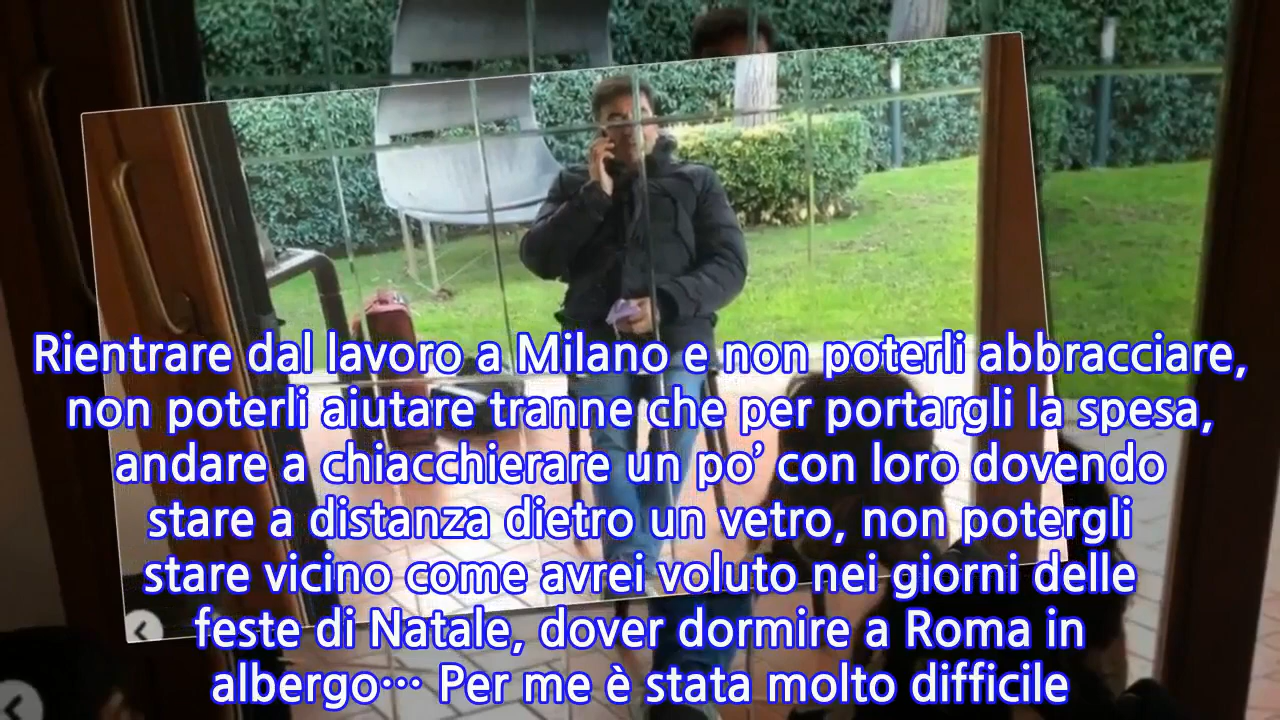 Rientrare dal lavoro a Milano e non poterli abbracciare,
non poterli aiutare tranne che per portargli la spesa,
andare a chiacchierare un po’ con loro dovendo
stare a distanza dietro un vetro, non potergli
stare vicino come avrei voluto nei giorni delle
feste di Natale, dover dormire a Roma in
albergo… Per me è stata molto difficile